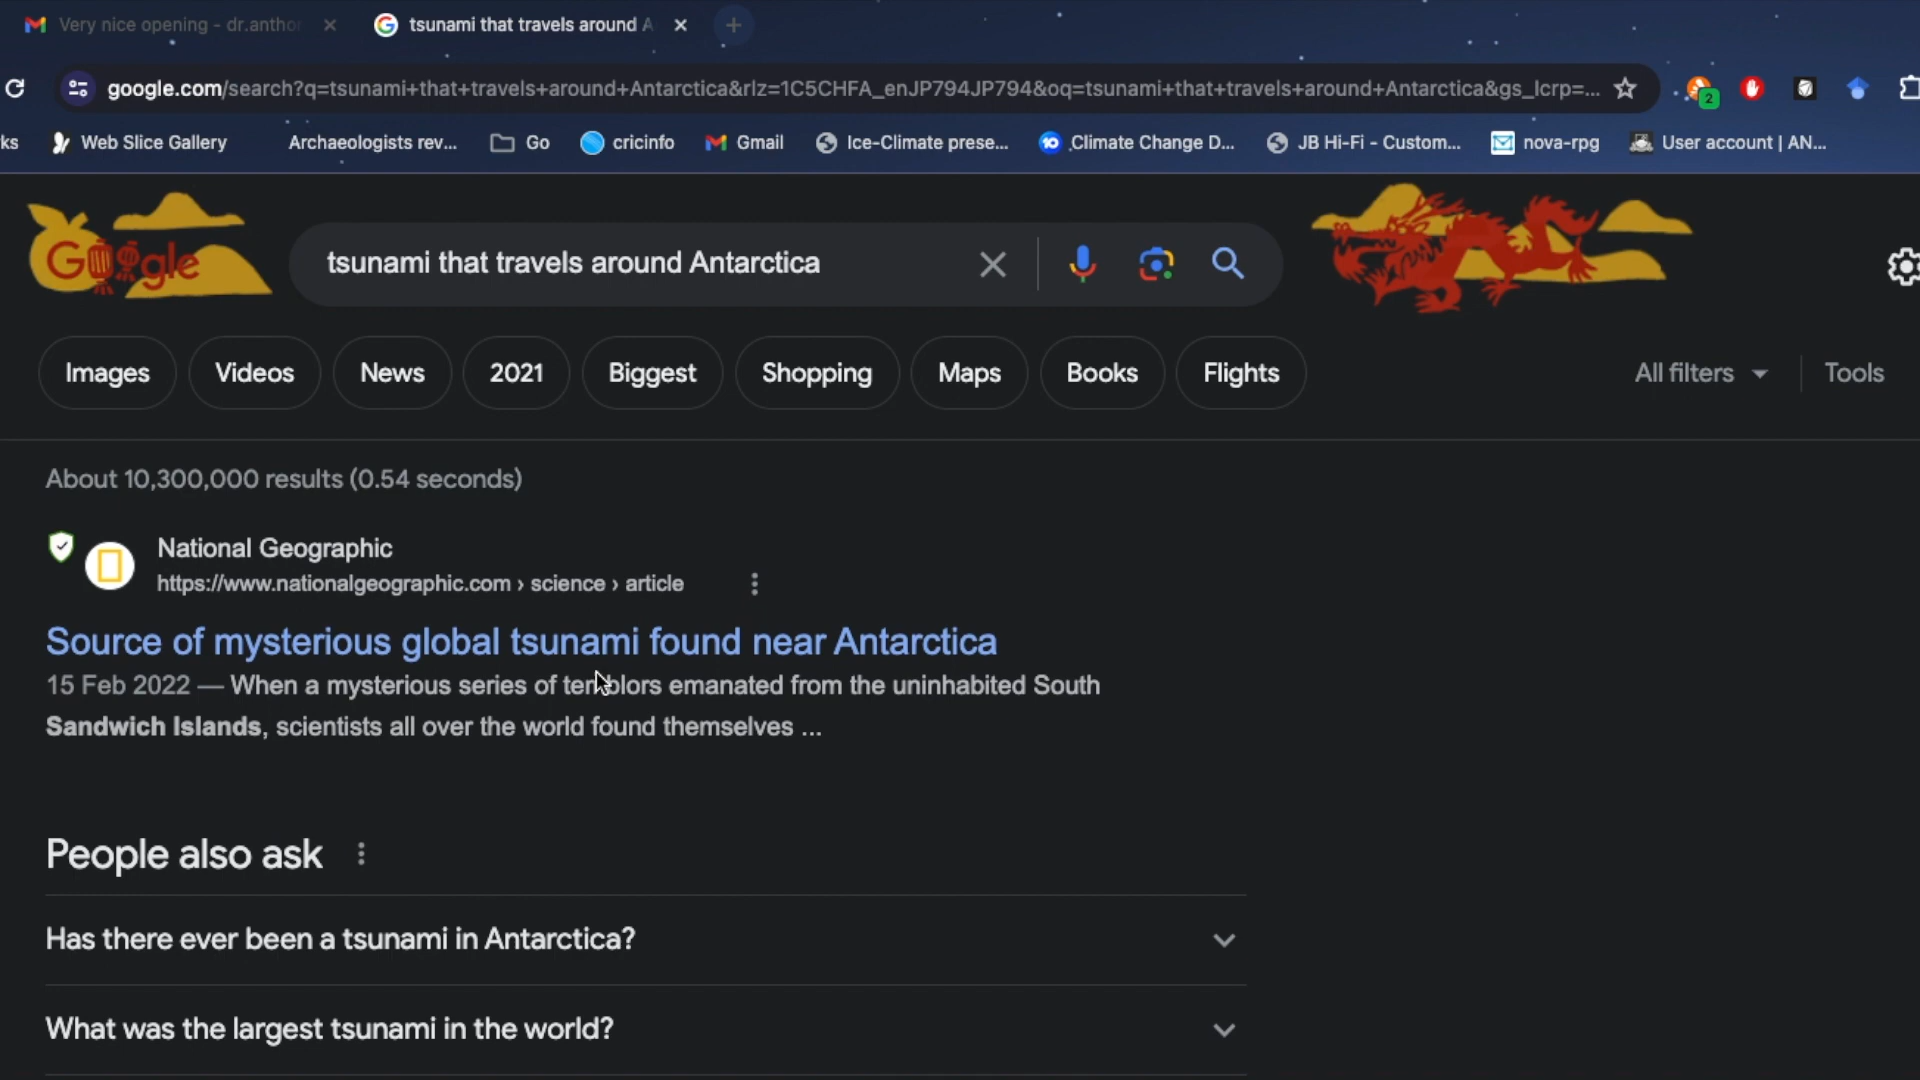 Very nice opening - dr.anthon
tsunami that travels around A
google.com/search?q=tsunami+that+travels+around+Antarctica&rlz=1C5CHFA_enJP794JP794&oq=tsunami+that+travels+around+Antarctica&gs_lcrp=...
2
ks
Web Slice Gallery
Archaeologists rev...
Go
cricinfo
Gmail
Ice-Climate prese...
Climate Change D...
JB Hi-Fi - Custom...
nova-rpg
User account | AN...
Google
tsunami that travels around Antarctica
Images
Videos
News
2021
Biggest
Shopping
Maps
Books
Flights
All filters
Tools
About 10,300,000 results (0.54 seconds)
National Geographic
https://www.nationalgeographic.com › science › article
Source of mysterious global tsunami found near Antarctica
15 Feb 2022 — When a mysterious series of temblors emanated from the uninhabited South
Sandwich Islands, scientists all over the world found themselves ...
People also ask
Has there ever been a tsunami in Antarctica?
What was the largest tsunami in the world?